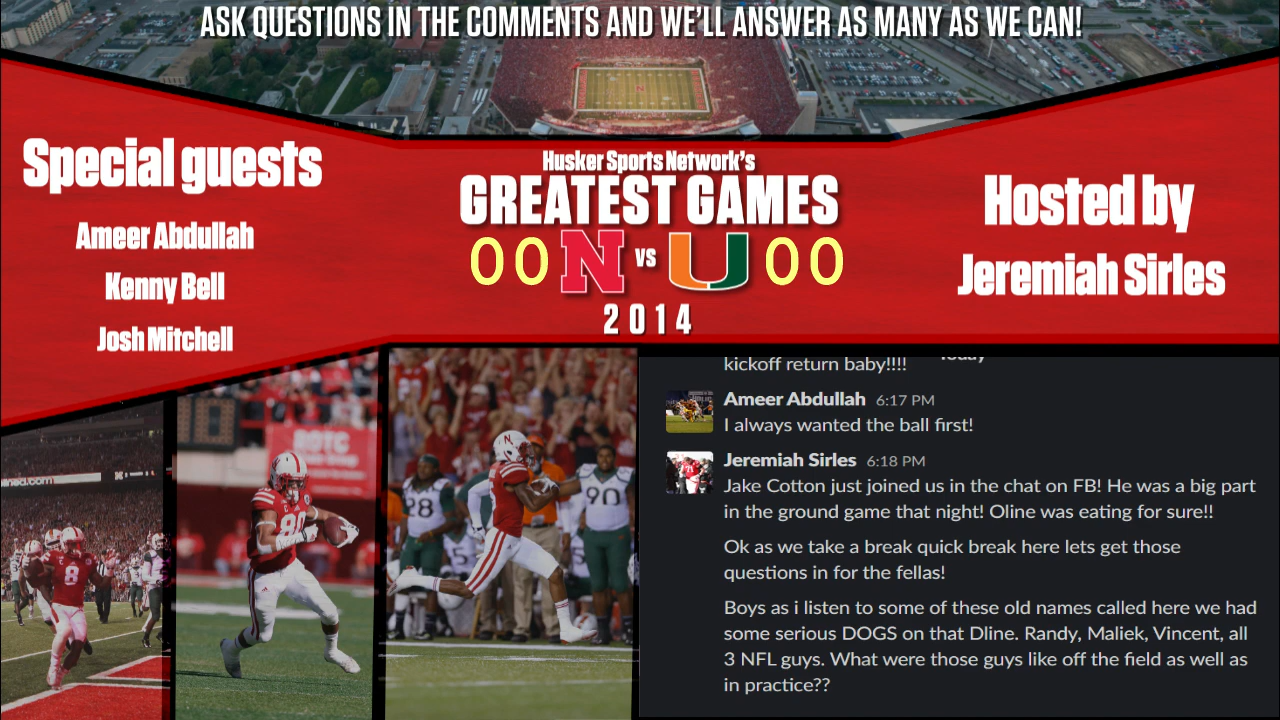 ASK QUESTIONS IN THE COMMENTS AND WE'LL ANSWER AS MANY AS WE CAN!
Special guests
Ameer Abdullah
Kenny Bell
Josh Mitchell
Husker Sports Network's
GREATEST GAMES
00 N vs U 00
2014
Hosted by
Jeremiah Sirles
Today
kickoff return baby!!!!
Ameer Abdullah 6:17 PM
I always wanted the ball first!
Jeremiah Sirles 6:18 PM
Jake Cotton just joined us in the chat on FB! He was a big part
in the ground game that night! Oline was eating for sure!!
Ok as we take a break quick break here lets get those
questions in for the fellas!
Boys as i listen to some of these old names called here we had
some serious DOGS on that Dline. Randy, Maliek, Vincent, all
3 NFL guys. What were those guys like off the field as well as
in practice??
8
ROTC
80
28
90